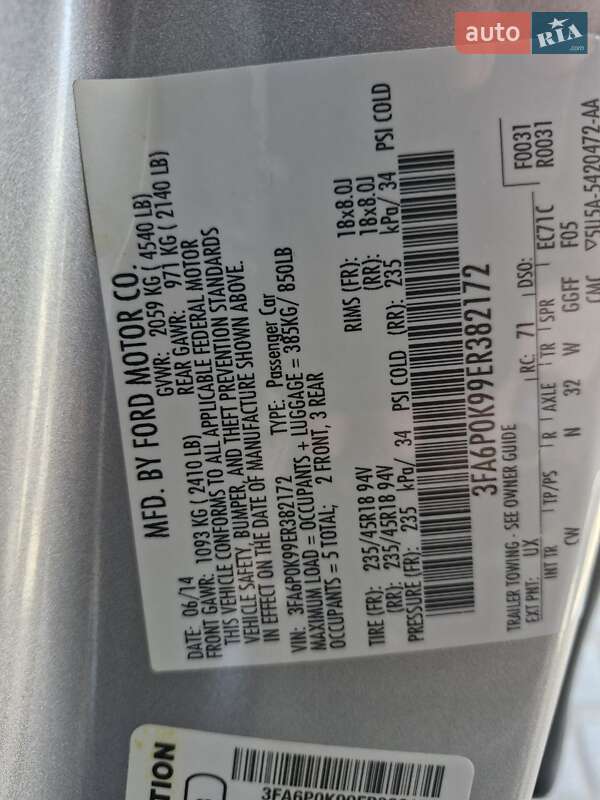 auto RIA .com
MFD. BY FORD MOTOR CO.
DATE: 06/14 GVWR: 2059 KG ( 4540 LB)
FRONT GAWR: 1093 KG ( 2410 LB) REAR GAWR: 971 KG ( 2140 LB)
THIS VEHICLE CONFORMS TO ALL APPLICABLE FEDERAL MOTOR
VEHICLE SAFETY, BUMPER, AND THEFT PREVENTION STANDARDS
IN EFFECT ON THE DATE OF MANUFACTURE SHOWN ABOVE.
VIN: 3FA6P0K99ER382172 TYPE: Passenger Car
MAXIMUM LOAD = OCCUPANTS + LUGGAGE = 385KG/ 850LB
OCCUPANTS = 5 TOTAL; 2 FRONT, 3 REAR
TIRE (FR): 235/45R18 94V RIMS (FR): 18x8.0J
(RR): 235/45R18 94V (RR): 18x8.0J
PRESSURE (FR): 235 kPa/ 34 PSI COLD (RR): 235 kPa/ 34 PSI COLD
3FA6P0K99ER382172
TRAILER TOWING - SEE OWNER GUIDE
EXT PNT: UX RC: 71 DSO: EC71C F0031
R0031
INT TR TP/PS R AXLE TR SPR
CW N 32 W GGFF F05
CMC ▽5U5A-5420472-AA
3FA6P0K99ER